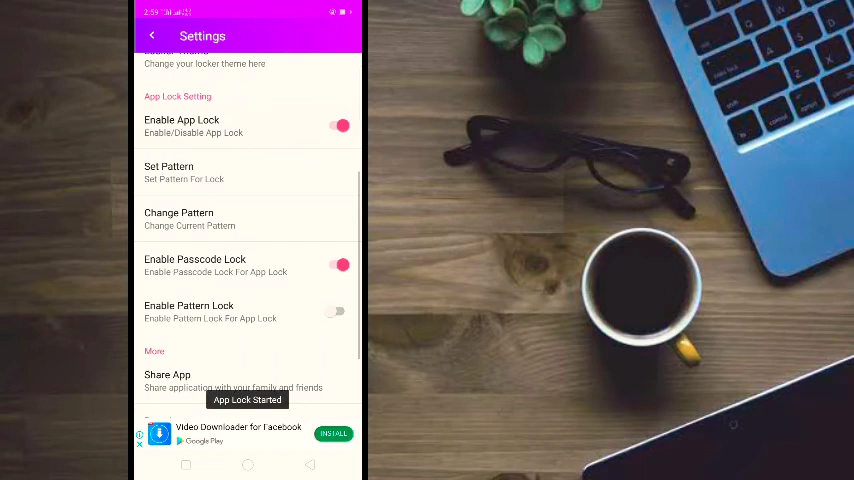 2:59
Settings
Change your locker theme here
App Lock Setting
Enable App Lock
Enable/Disable App Lock
Set Pattern
Set Pattern For Lock
Change Pattern
Change Current Pattern
Enable Passcode Lock
Enable Passcode Lock For App Lock
Enable Pattern Lock
Enable Pattern Lock For App Lock
More
Share App
Share application with your family and friends
App Lock Started
Video Downloader for Facebook
INSTALL
Google Play